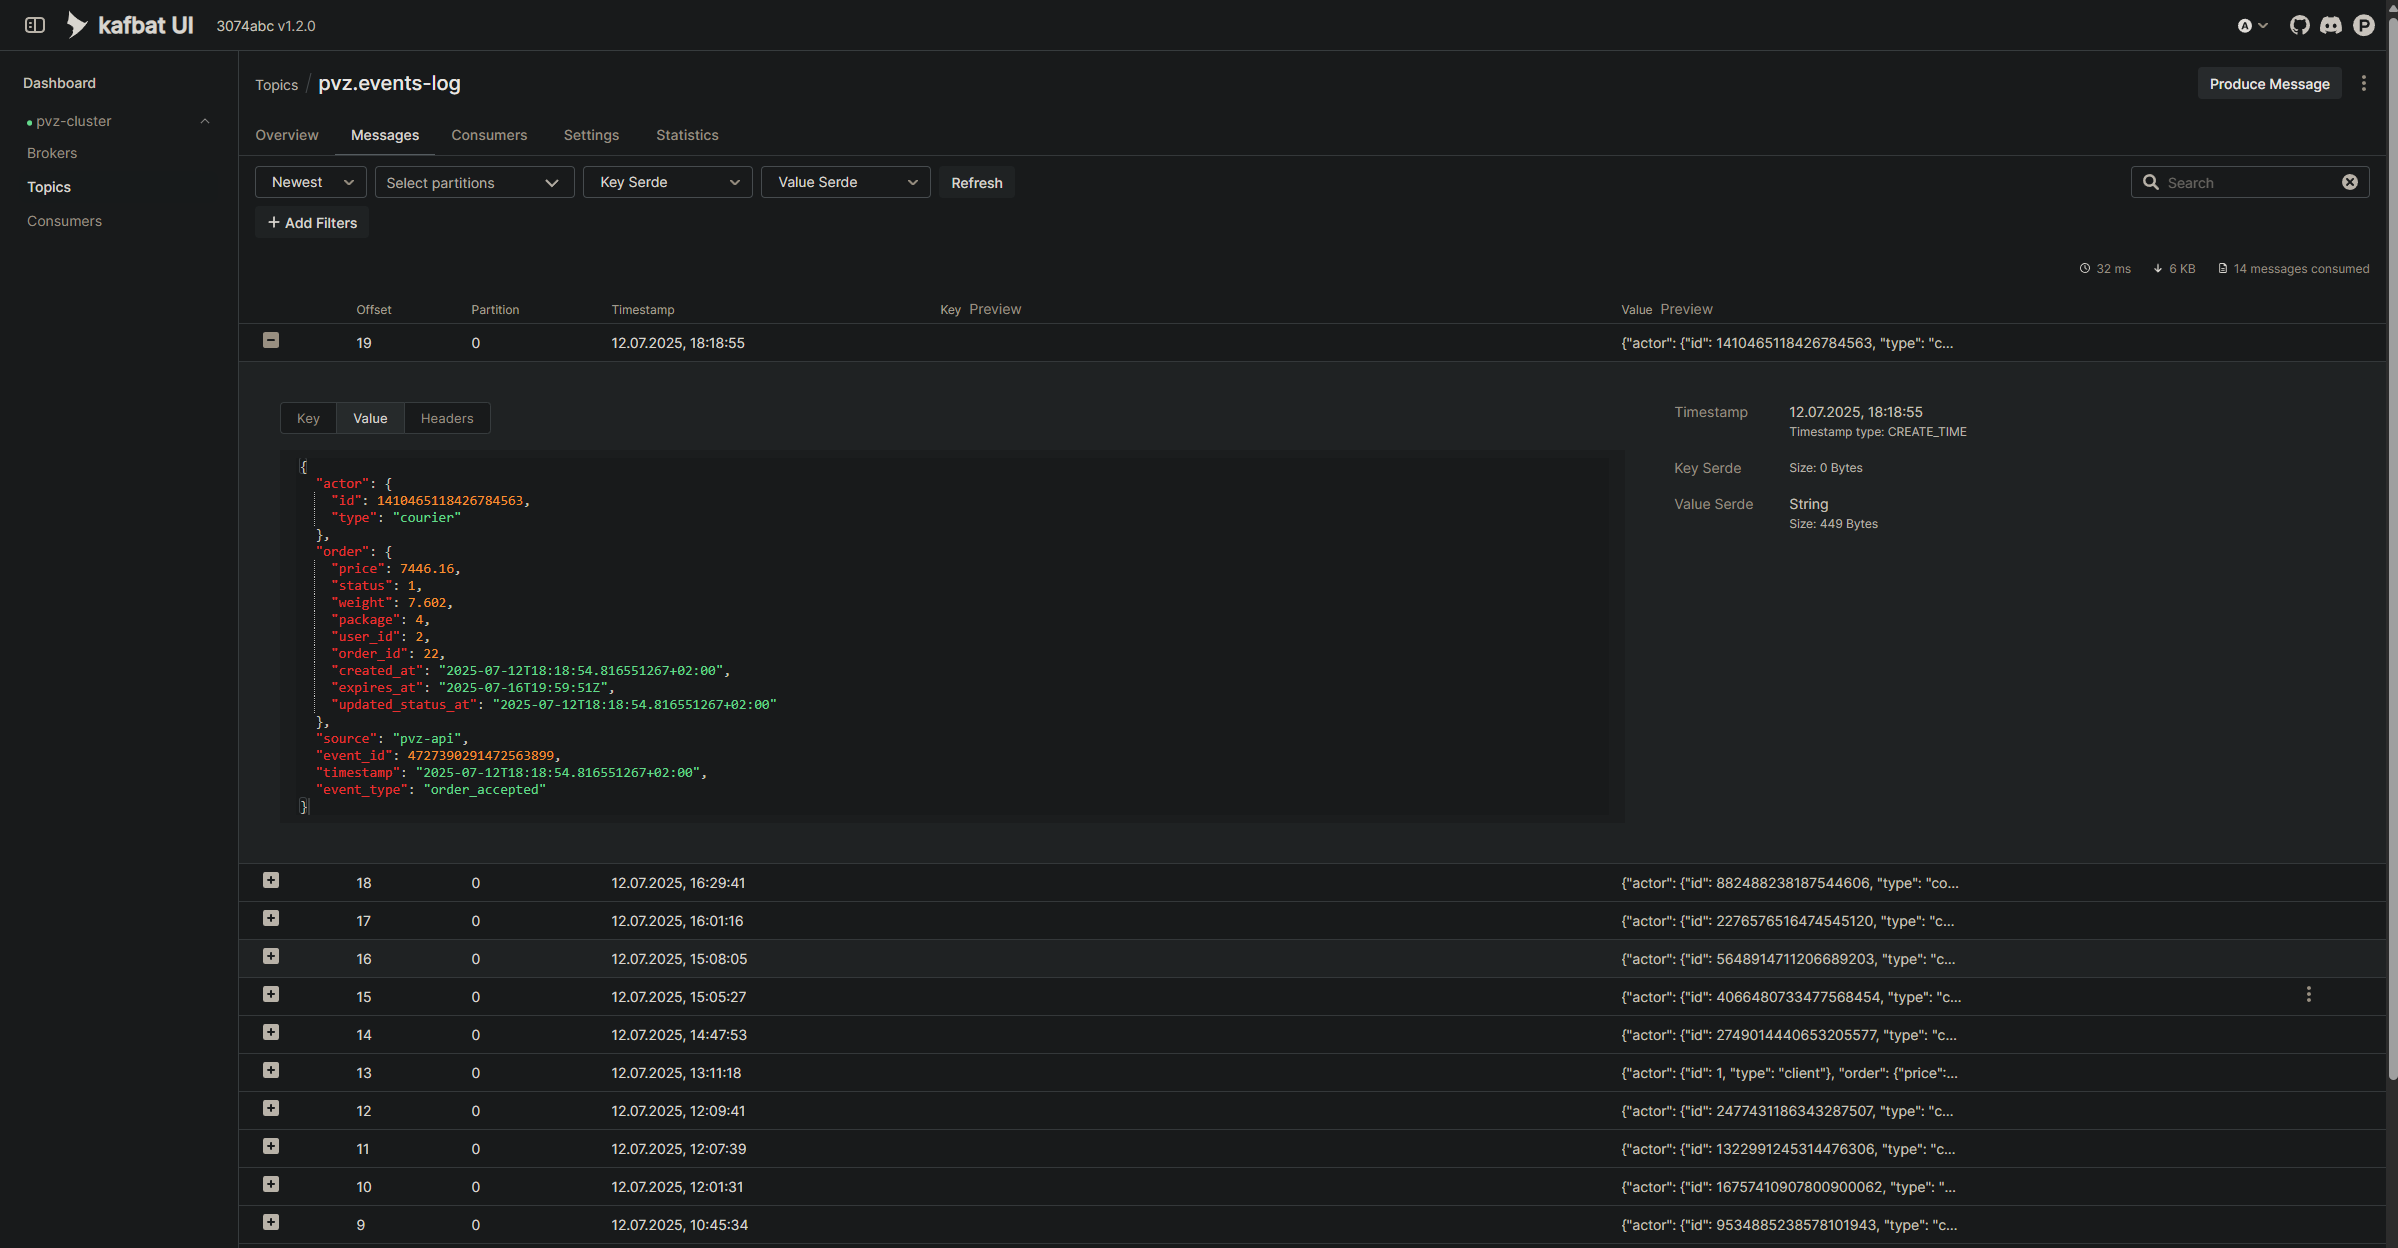 kafbat UI 3074abc v1.2.0 A P
Dashboard
pvz-cluster
Brokers
Topics
Consumers
Topics / pvz.events-log
Produce Message
Overview Messages Consumers Settings Statistics
Newest Select partitions Key Serde Value Serde Refresh Search
+ Add Filters
32 ms 6 KB 14 messages consumed
Offset Partition Timestamp Key Preview Value Preview
19 0 12.07.2025, 18:18:55 {"actor": {"id": 1410465118426784563, "type": "c...
Key Value Headers
{
"actor": {
"id": 1410465118426784563,
"type": "courier"
},
"order": {
"price": 7446.16,
"status": 1,
"weight": 7.602,
"package": 4,
"user_id": 2,
"order_id": 22,
"created_at": "2025-07-12T18:18:54.816551267+02:00",
"expires_at": "2025-07-16T19:59:51Z",
"updated_status_at": "2025-07-12T18:18:54.816551267+02:00"
},
"source": "pvz-api",
"event_id": 4727390291472563899,
"timestamp": "2025-07-12T18:18:54.816551267+02:00",
"event_type": "order_accepted"
}
Timestamp 12.07.2025, 18:18:55
Timestamp type: CREATE_TIME
Key Serde Size: 0 Bytes
Value Serde String
Size: 449 Bytes
18 0 12.07.2025, 16:29:41 {"actor": {"id": 882488238187544606, "type": "co...
17 0 12.07.2025, 16:01:16 {"actor": {"id": 2276576516474545120, "type": "c...
16 0 12.07.2025, 15:08:05 {"actor": {"id": 5648914711206689203, "type": "c...
15 0 12.07.2025, 15:05:27 {"actor": {"id": 4066480733477568454, "type": "c...
14 0 12.07.2025, 14:47:53 {"actor": {"id": 2749014440653205577, "type": "c...
13 0 12.07.2025, 13:11:18 {"actor": {"id": 1, "type": "client"}, "order": {"price":...
12 0 12.07.2025, 12:09:41 {"actor": {"id": 2477431186343287507, "type": "c...
11 0 12.07.2025, 12:07:39 {"actor": {"id": 1322991245314476306, "type": "c...
10 0 12.07.2025, 12:01:31 {"actor": {"id": 16757410907800900062, "type": "...
9 0 12.07.2025, 10:45:34 {"actor": {"id": 9534885238578101943, "type": "c...